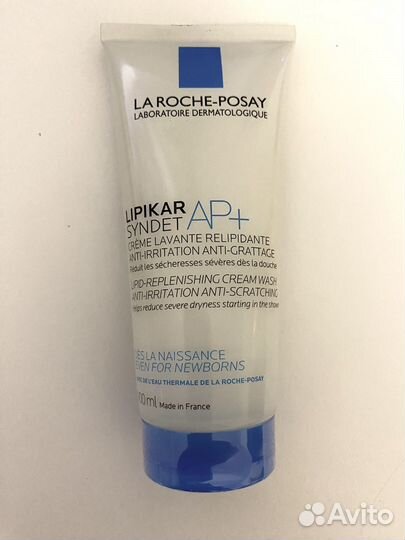 LA ROCHE-POSAY
LABORATOIRE DERMATOLOGIQUE
LIPIKAR
SYNDET AP+
CRÈME LAVANTE RELIPIDANTE
ANTI-IRRITATION ANTI-GRATTAGE
Réduit les sécheresses sévères dès la douche
LIPID-REPLENISHING CREAM WASH
ANTI-IRRITATION ANTI-SCRATCHING
Helps reduce severe dryness starting in the shower
DÈS LA NAISSANCE
EVEN FOR NEWBORNS
DE L'EAU THERMALE DE LA ROCHE-POSAY
Made in France
Avito